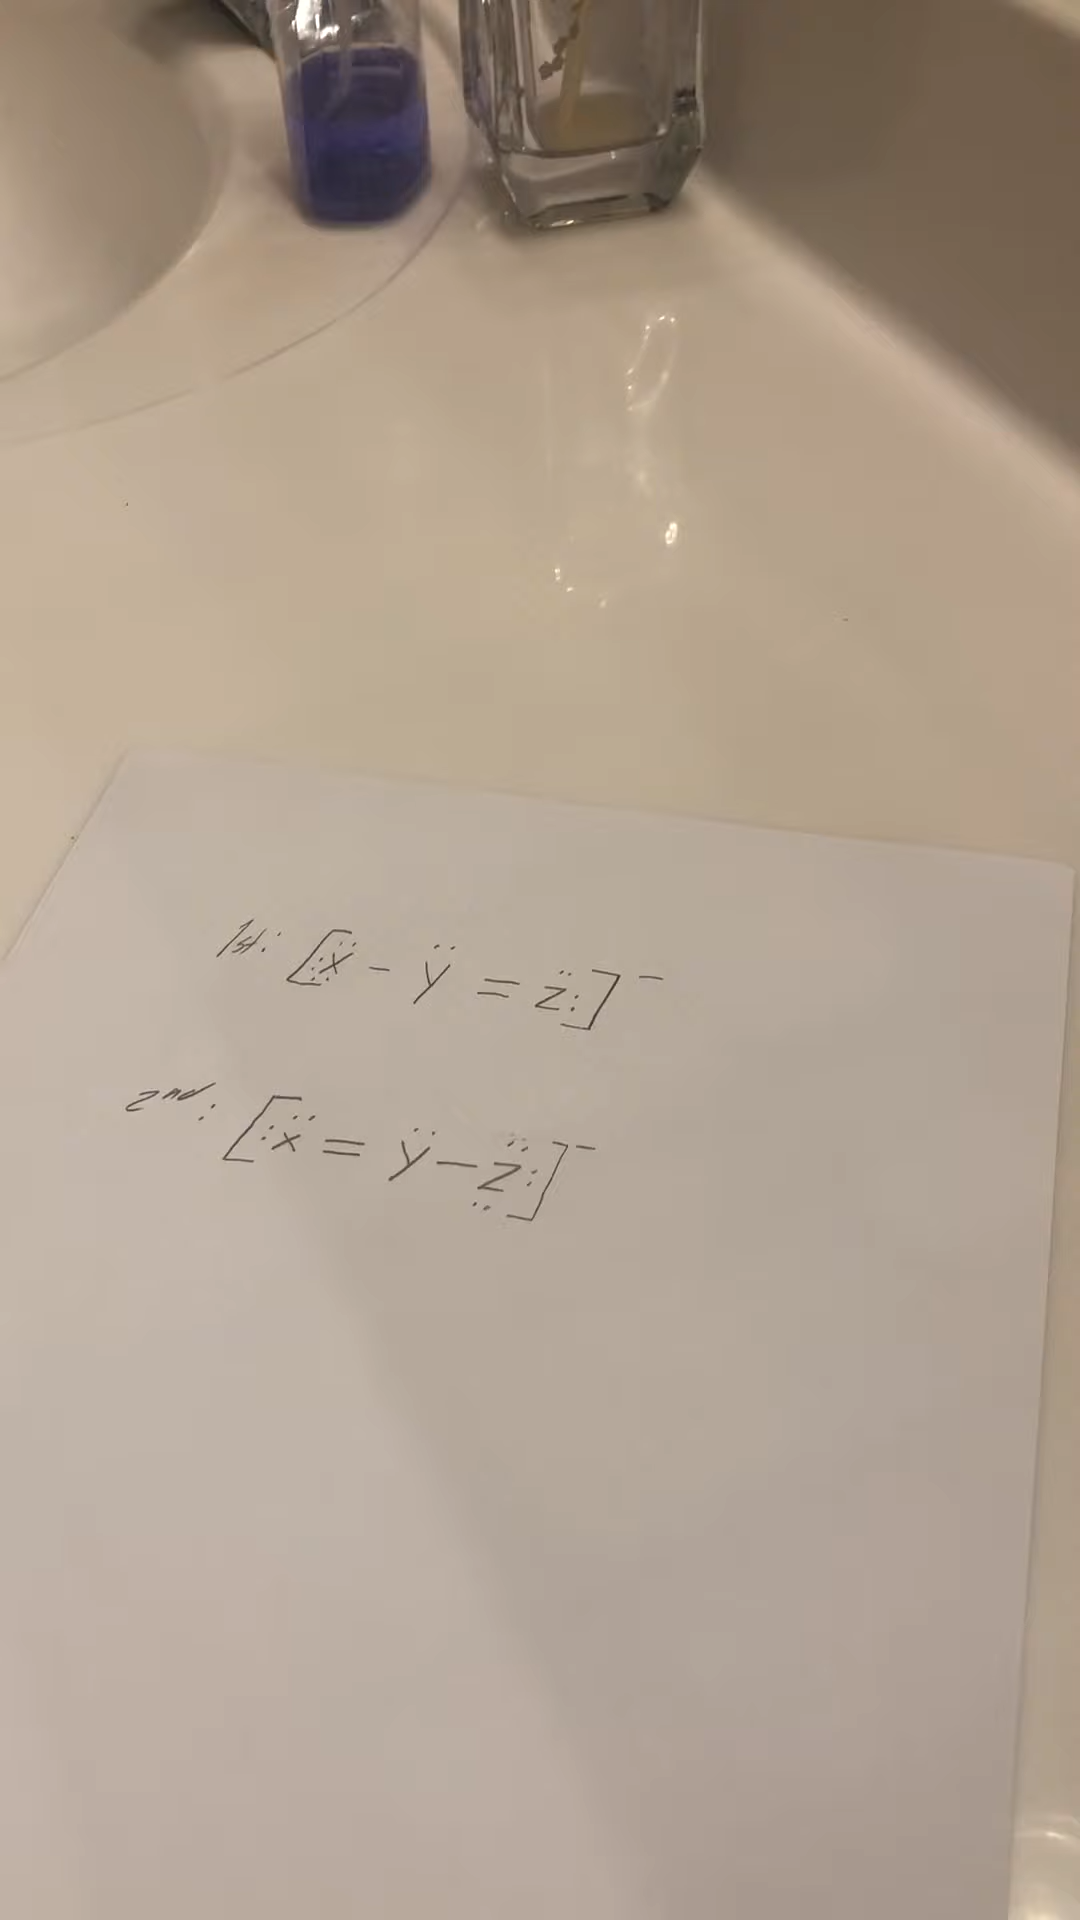 1st: [:Ẍ - Ÿ = Z̈:]⁻
2nd: [:Ẍ = Ÿ - Z̤̈:]⁻